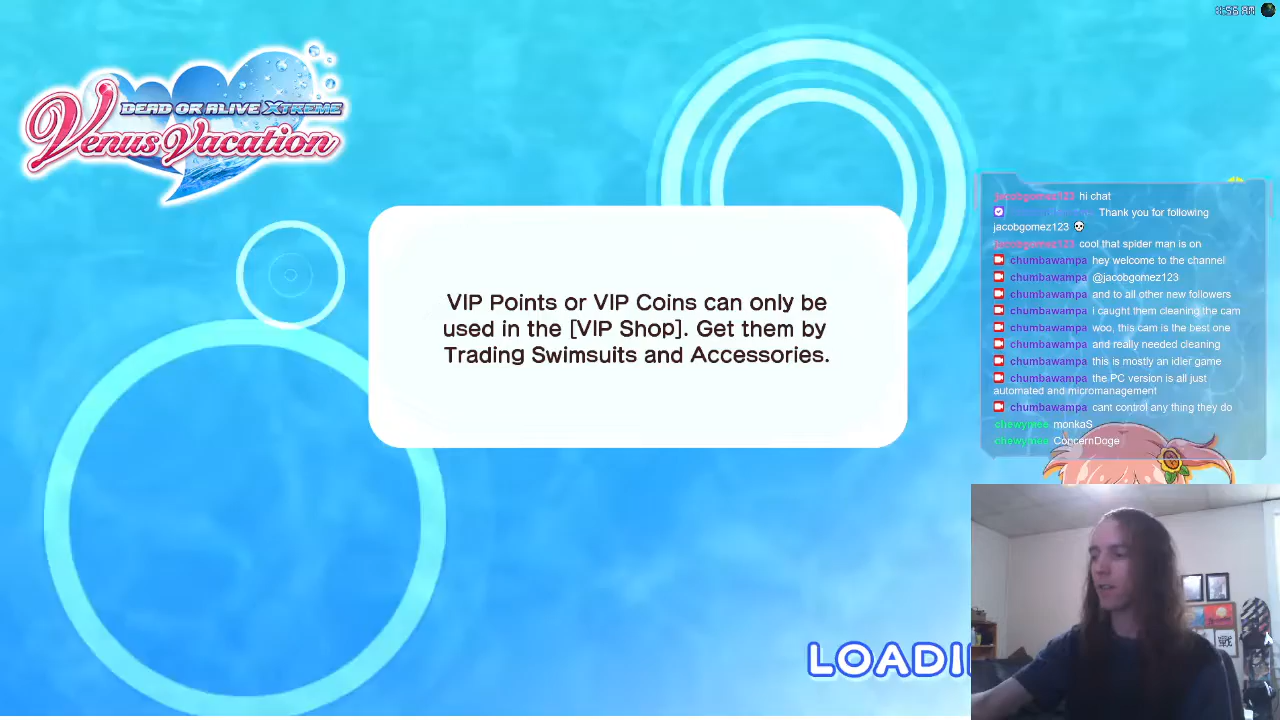 DEAD OR ALIVE XTREME
Venus Vacation
VIP Points or VIP Coins can only be
used in the [VIP Shop]. Get them by
Trading Swimsuits and Accessories.
LOADI
jacobgomez123 hi chat
Thank you for following
jacobgomez123
jacobgomez123 cool that spider man is on
chumbawampa hey welcome to the channel
chumbawampa @jacobgomez123
chumbawampa and to all other new followers
chumbawampa i caught them cleaning the cam
chumbawampa woo, this cam is the best one
chumbawampa and really needed cleaning
chumbawampa this is mostly an idler game
chumbawampa the PC version is all just
automated and micromanagement
chumbawampa cant control any thing they do
chewymee monkaS
chewymee ConcernDoge